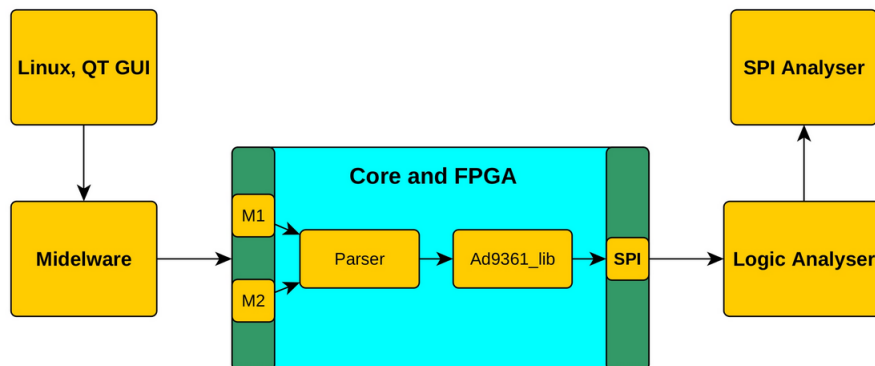 Linux, QT GUI
SPI Analyser
Core and FPGA
M1
Midelware
Parser
Ad9361_lib
SPI
Logic Analyser
M2